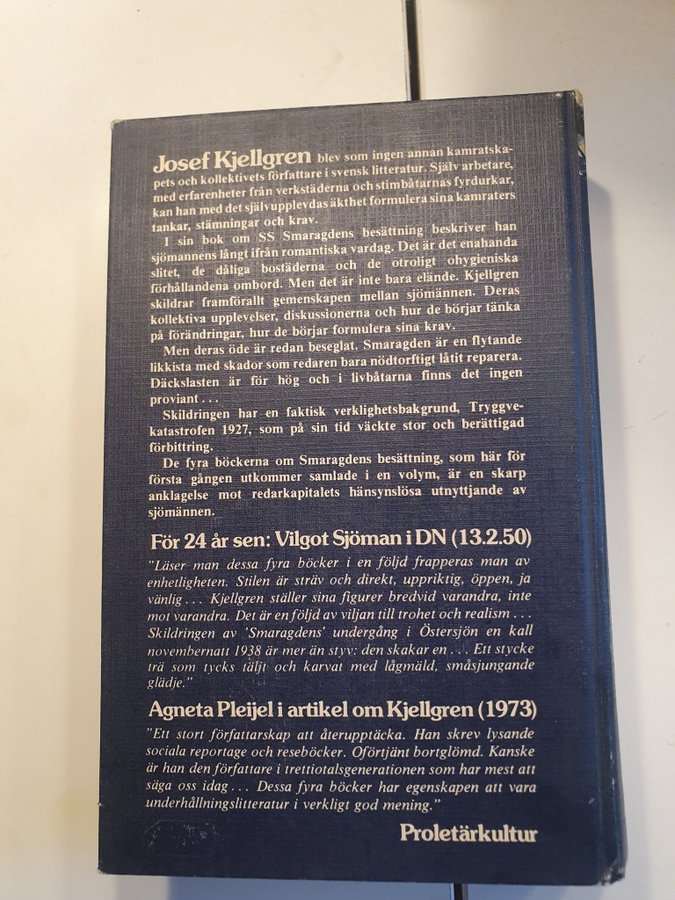 Josef Kjellgren blev som ingen annan kamratska-
pets och kollektivets författare i svensk litteratur. Själv arbetare,
med erfarenheter från verkstäderna och stimbåtarnas fyrdurkar,
kan han med det självupplevdas äkthet formulera sina kamraters
tankar, stämningar och krav.
I sin bok om SS Smaragdens besättning beskriver han
sjömannens långt ifrån romantiska vardag. Det är det enahanda
slitet, de dåliga bostäderna och de otroligt ohygieniska
förhållandena ombord. Men det är inte bara elände. Kjellgren
skildrar framförallt gemenskapen mellan sjömännen. Deras
kollektiva upplevelser, diskussionerna och hur de börjar tänka
på förändringar, hur de börjar formulera sina krav.
Men deras öde är redan beseglat. Smaragden är en flytande
likkista med skador som redaren bara nödtorftigt låtit reparera.
Däckslasten är för hög och i livbåtarna finns det ingen
proviant . . .
Skildringen har en faktisk verklighetsbakgrund, Tryggve-
katastrofen 1927, som på sin tid väckte stor och berättigad
förbittring.
De fyra böckerna om Smaragdens besättning, som här för
första gången utkommer samlade i en volym, är en skarp
anklagelse mot redarkapitalets hänsynslösa utnyttjande av
sjömännen.
För 24 år sen: Vilgot Sjöman i DN (13.2.50)
"Läser man dessa fyra böcker i en följd frapperas man av
enhetligheten. Stilen är sträv och direkt, uppriktig, öppen, ja
vänlig . . . Kjellgren ställer sina figurer bredvid varandra, inte
mot varandra. Det är en följd av viljan till trohet och realism . . .
Skildringen av 'Smaragdens' undergång i Östersjön en kall
novembernatt 1938 är mer än styv: den skakar en . . . Ett stycke
trä som tycks täljt och karvat med lågmäld, småsjungande
glädje."
Agneta Pleijel i artikel om Kjellgren (1973)
"Ett stort författarskap att återupptäcka. Han skrev lysande
sociala reportage och reseböcker. Oförtjänt bortglömd. Kanske
är han den författare i trettiotalsgenerationen som har mest att
säga oss idag . . . Dessa fyra böcker har egenskapen att vara
underhållningslitteratur i verkligt god mening."
Proletärkultur